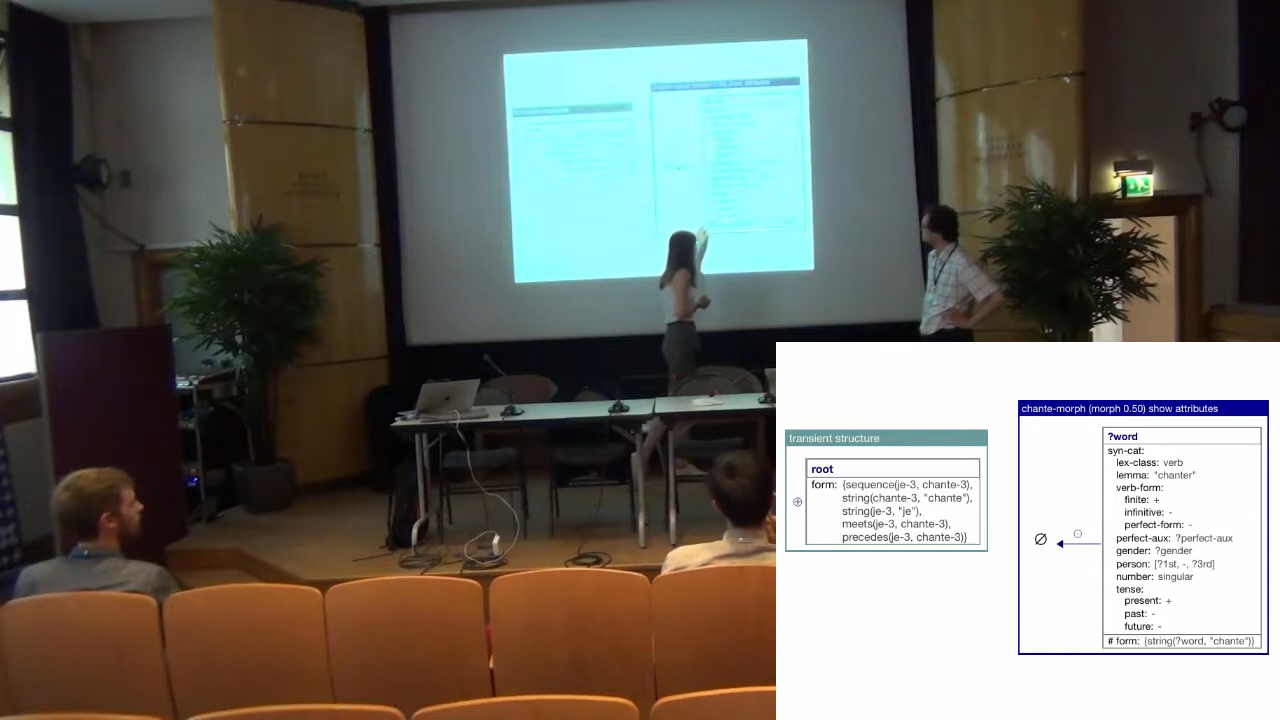 transient structure
root
form: {sequence(je-3, chante-3),
string(chante-3, "chante"),
string(je-3, "je"),
meets(je-3, chante-3),
precedes(je-3, chante-3)}
chante-morph (morph 0.50) show attributes
?word
syn-cat:
lex-class: verb
lemma: "chanter"
verb-form:
finite: +
infinitive: -
perfect-form: -
perfect-aux: ?perfect-aux
gender: ?gender
person: [?1st, -, ?3rd]
number: singular
tense:
present: +
past: -
future: -
# form: {string(?word, "chante")}
∅